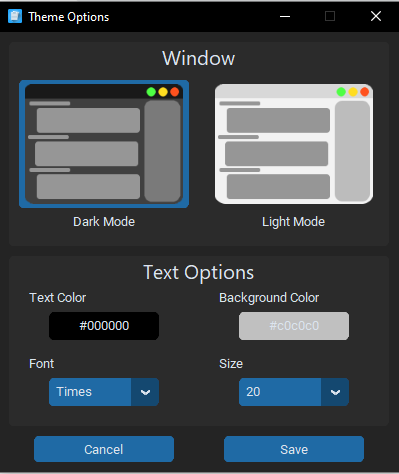 Theme Options
Window
Dark Mode
Light Mode
Text Options
Text Color
Background Color
#000000
#c0c0c0
Font
Size
Times
20
Cancel
Save